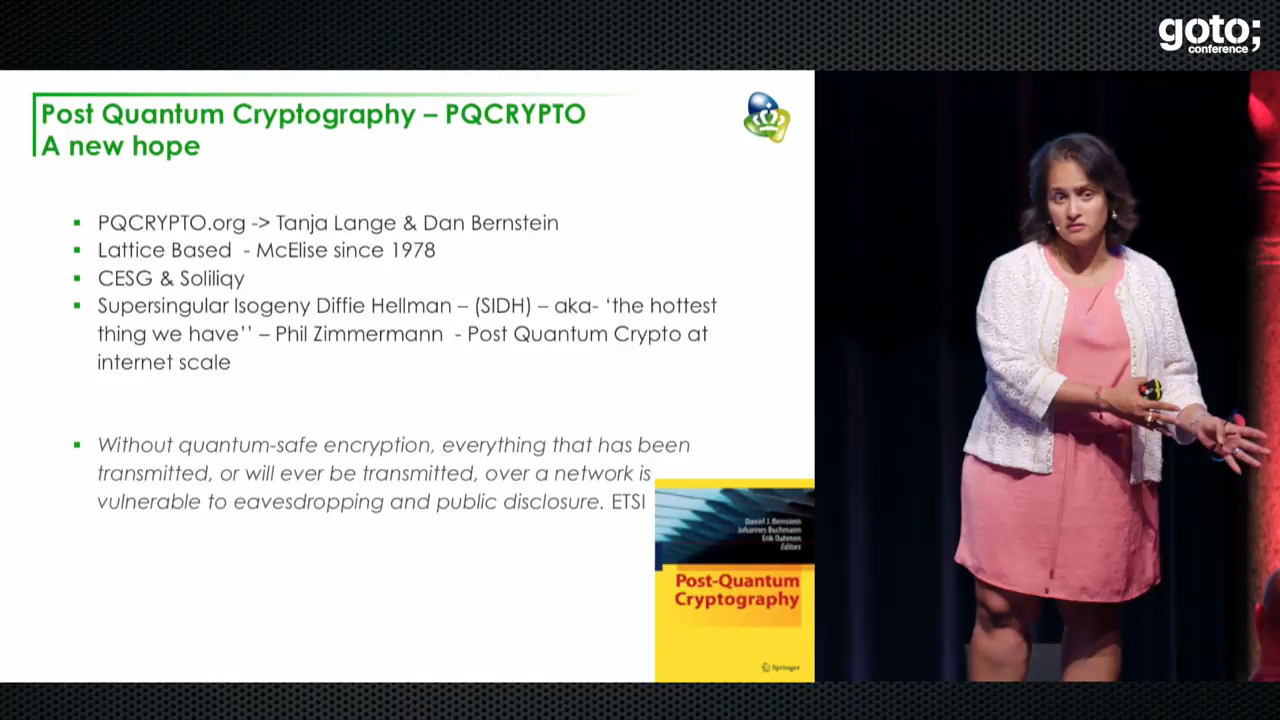 goto;
conference
Post Quantum Cryptography – PQCRYPTO
A new hope
▪ PQCRYPTO.org -> Tanja Lange & Dan Bernstein
▪ Lattice Based - McElise since 1978
▪ CESG & Soliliqy
▪ Supersingular Isogeny Diffie Hellman – (SIDH) – aka- ‘the hottest
thing we have’’ – Phil Zimmermann - Post Quantum Crypto at
internet scale
▪ Without quantum-safe encryption, everything that has been
transmitted, or will ever be transmitted, over a network is
vulnerable to eavesdropping and public disclosure. ETSI
Daniel J. Bernstein
Johannes Buchmann
Erik Dahmen
Editors
Post-Quantum
Cryptography
Springer